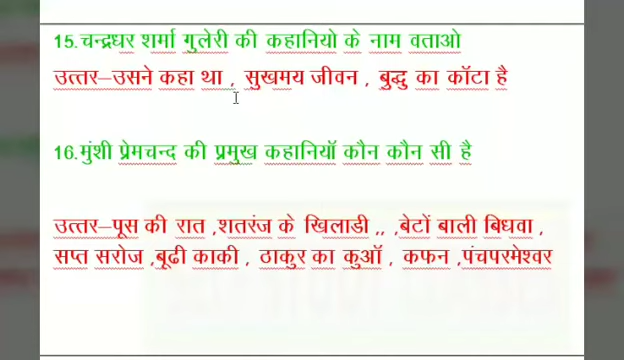 15.चन्द्रधर शर्मा गुलेरी की कहानियो के नाम वताओ
उत्तर–उसने कहा था , सुखमय जीवन , बुद्धु का कॉटा है
16.मुंशी प्रेमचन्द की प्रमुख कहानियॉ कौन कौन सी है
उत्तर–पूस की रात ,शतरंज के खिलाडी ,, ,बेटों बाली बिधवा ,
सप्त सरोज ,बूढी काकी , ठाकुर का कुऑ , कफन ,पंचपरमेश्वर